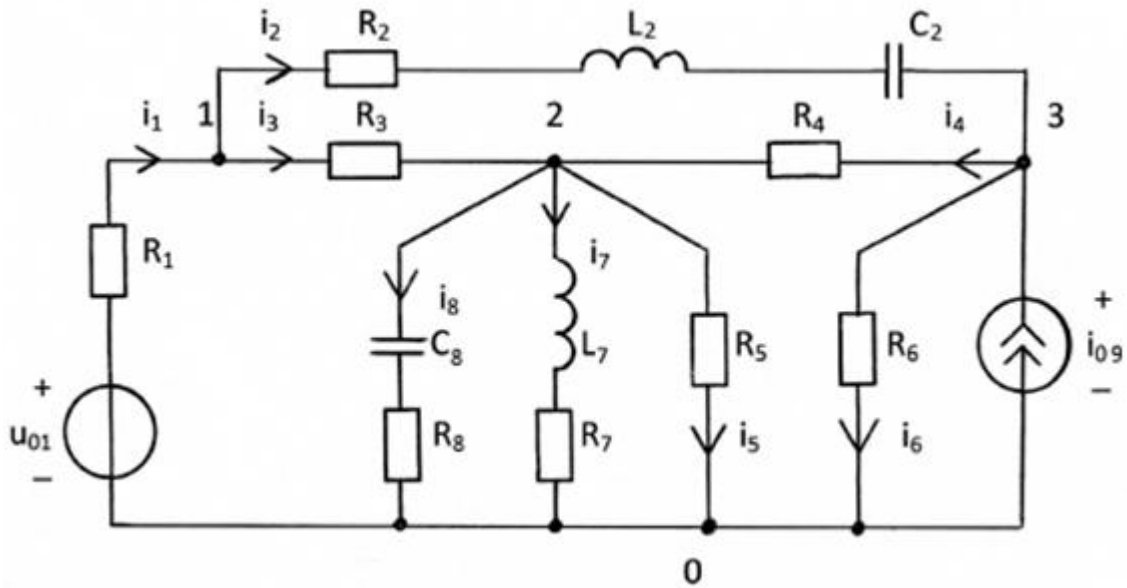 i₂ R₂ L₂ C₂
i₁ 1 i₃ R₃ 2 R₄ i₄ 3
R₁ i₇
i₈
+ C₈ L₇ R₅ R₆ + i₀₉ −
u₀₁ R₈ R₇ i₅ i₆
−
0